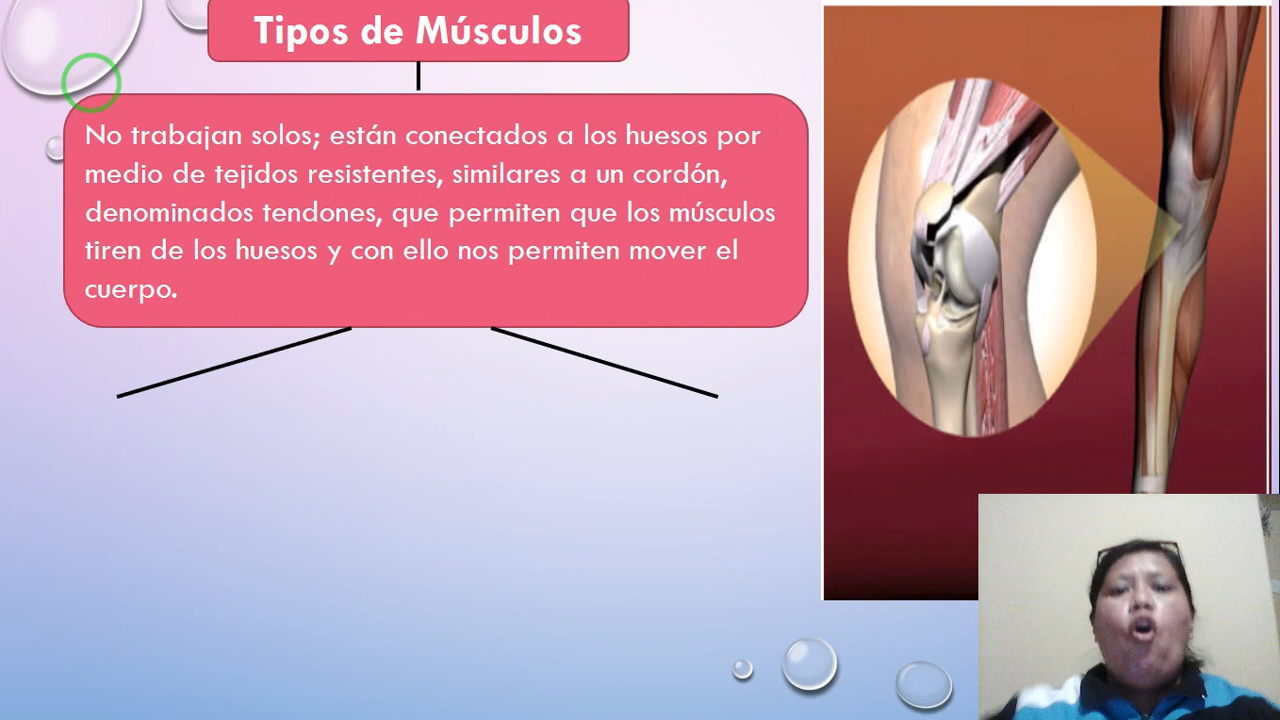 Tipos de Músculos
No trabajan solos; están conectados a los huesos por
medio de tejidos resistentes, similares a un cordón,
denominados tendones, que permiten que los músculos
tiren de los huesos y con ello nos permiten mover el
cuerpo.